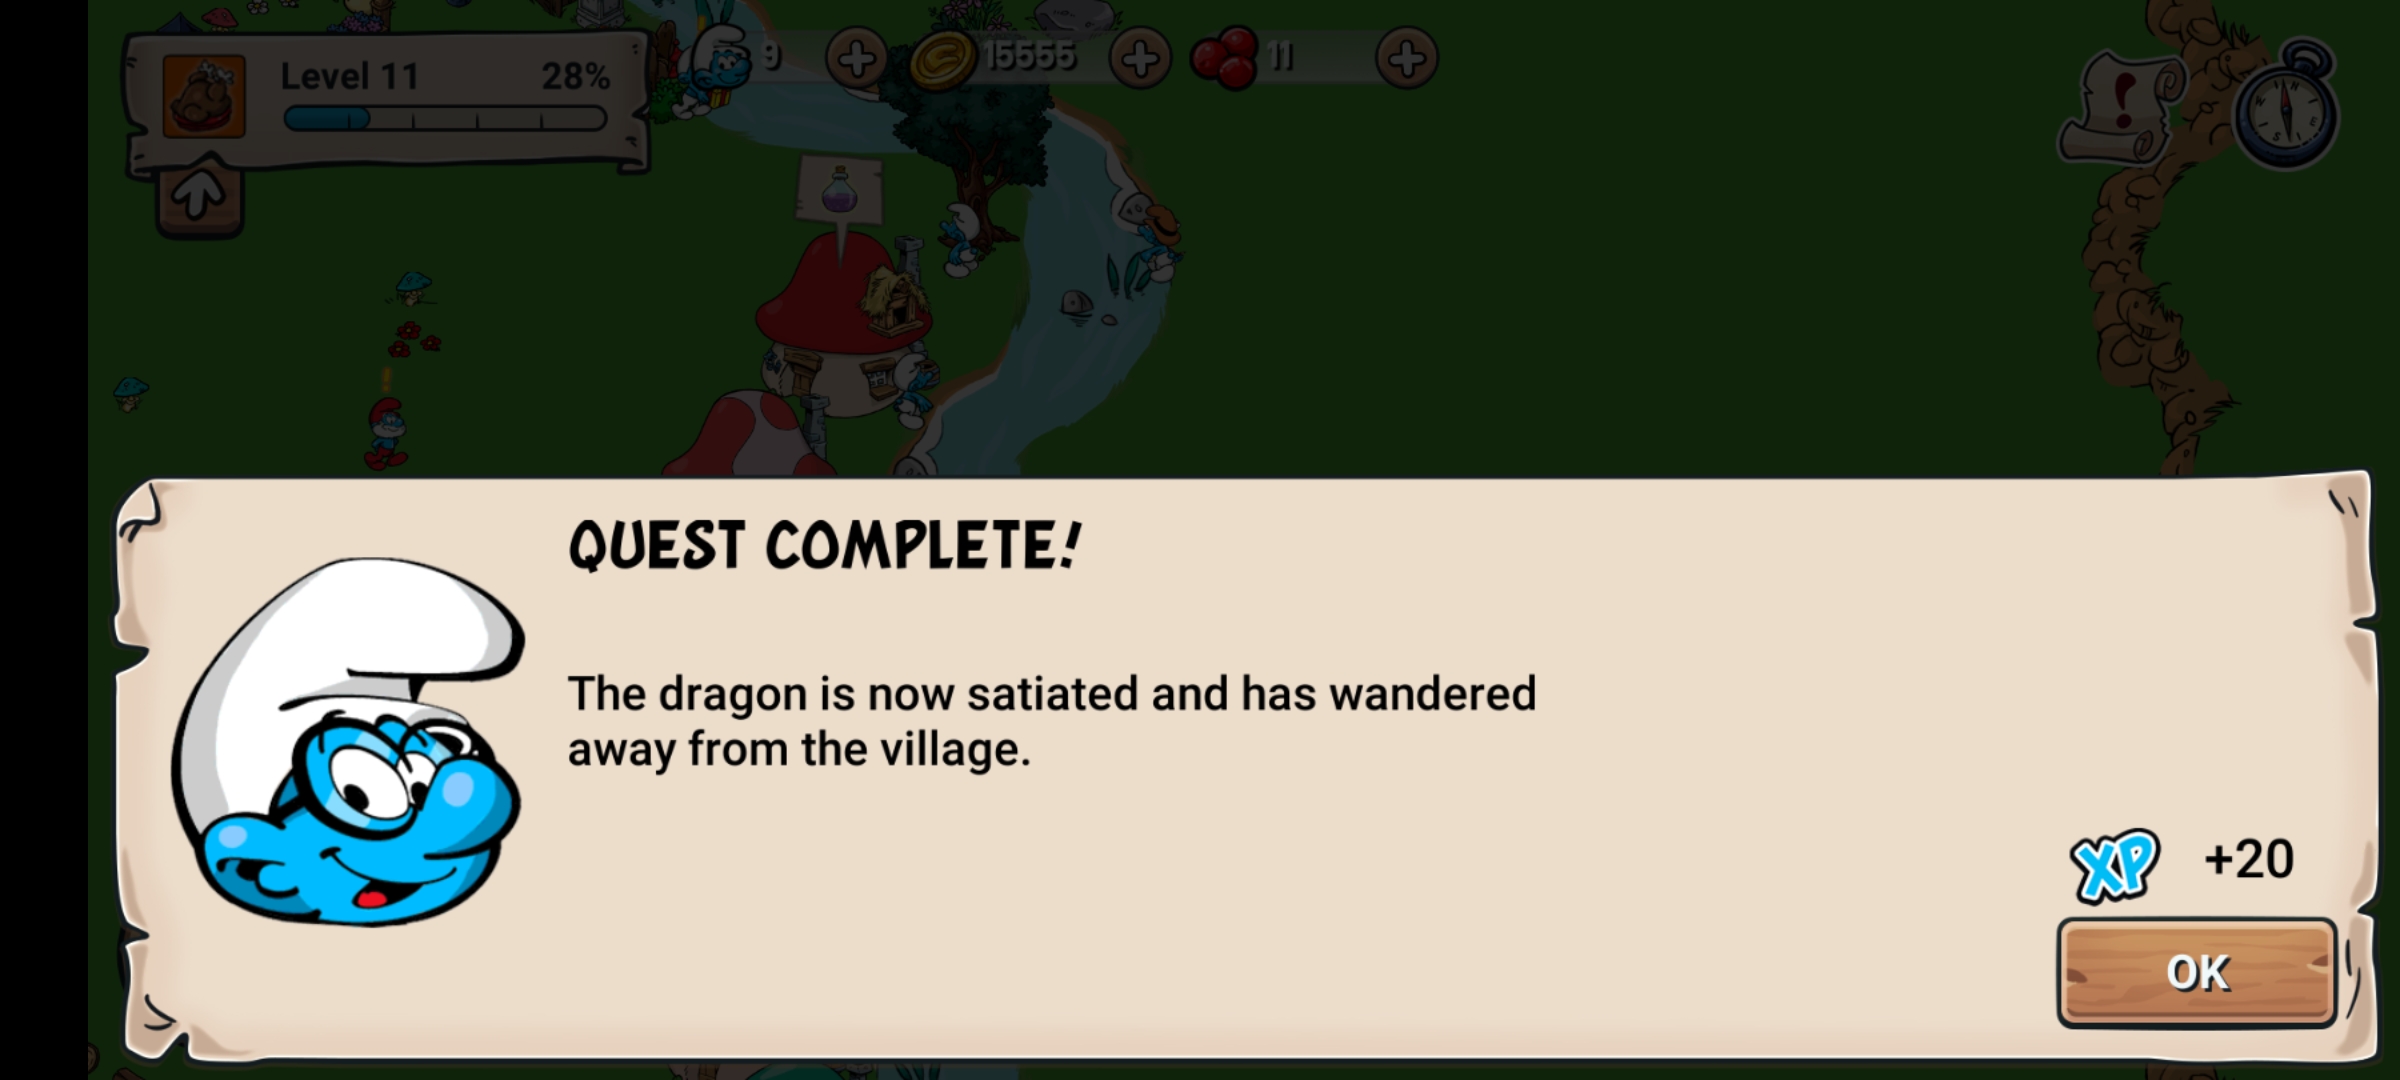 Level 11 28%
9
15555
11
QUEST COMPLETE!
The dragon is now satiated and has wandered
away from the village.
XP +20
OK